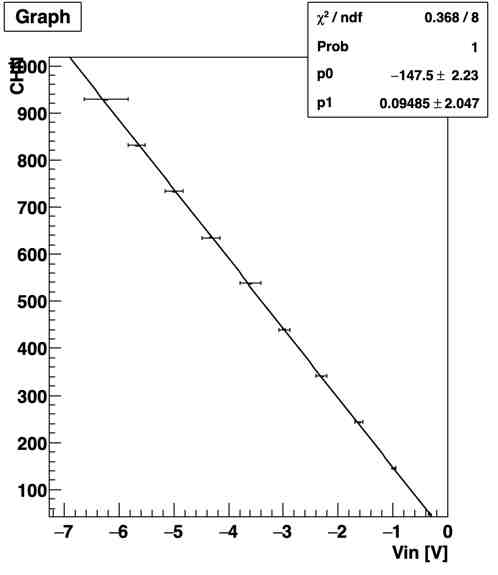 Graph
χ² / ndf 0.368 / 8
Prob 1
p0 −147.5 ± 2.23
p1 0.09485 ± 2.047
1000
900
800
700
600
500
400
300
200
100
−7 −6 −5 −4 −3 −2 −1 0
Vin [V]